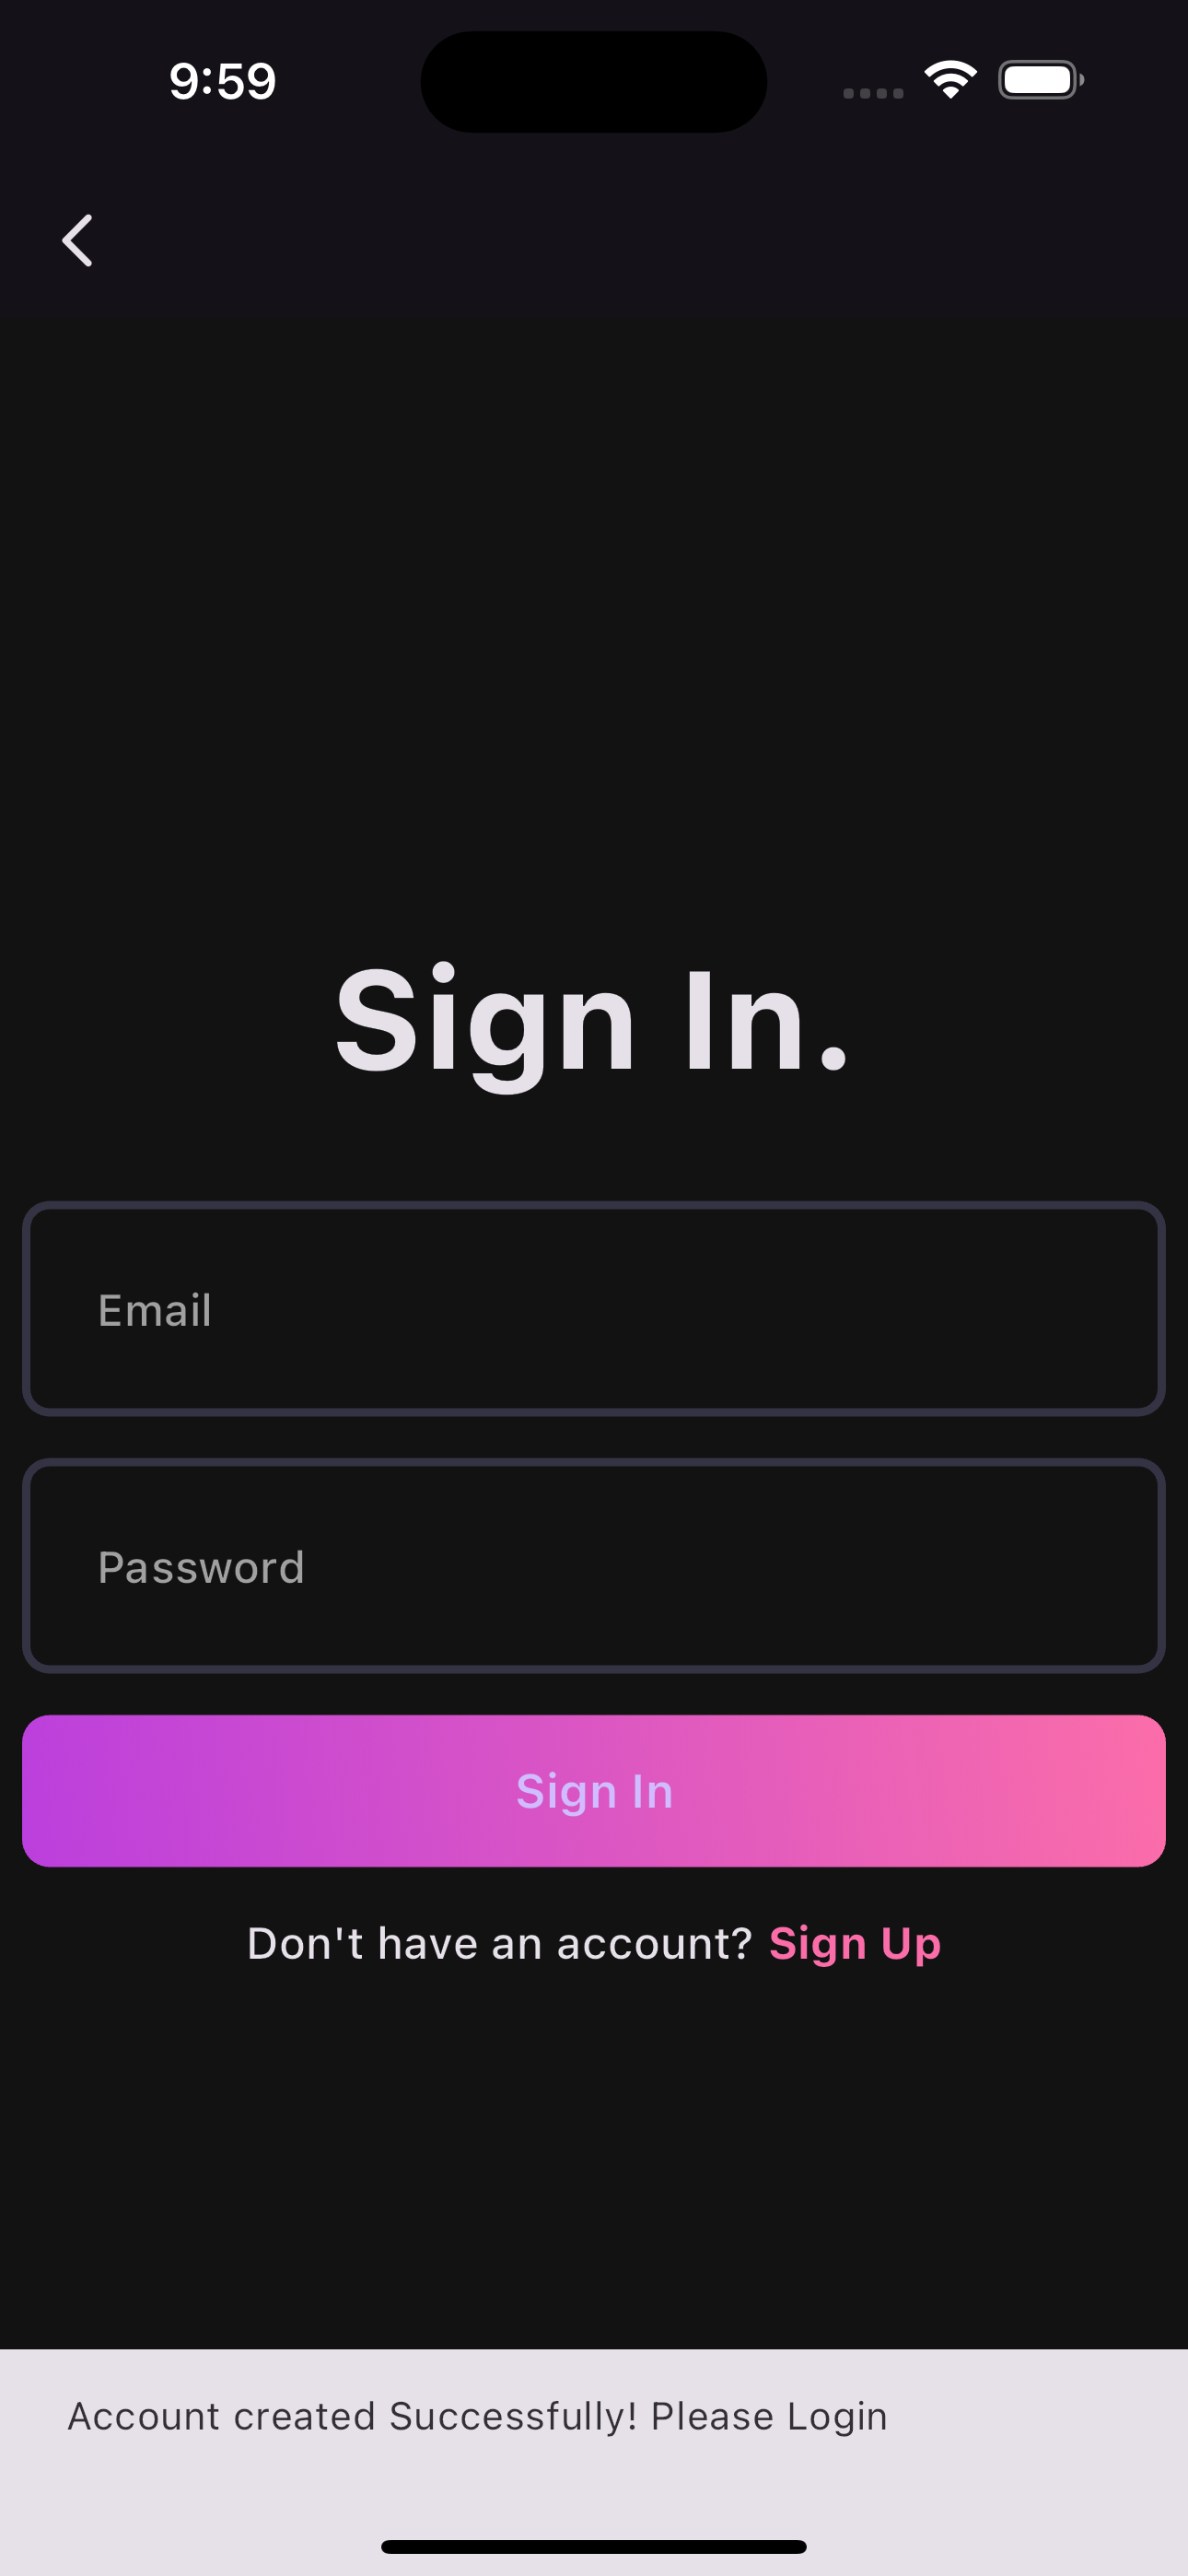 9:59
Sign In.
Email
Password
Sign In
Don't have an account? Sign Up
Account created Successfully! Please Login